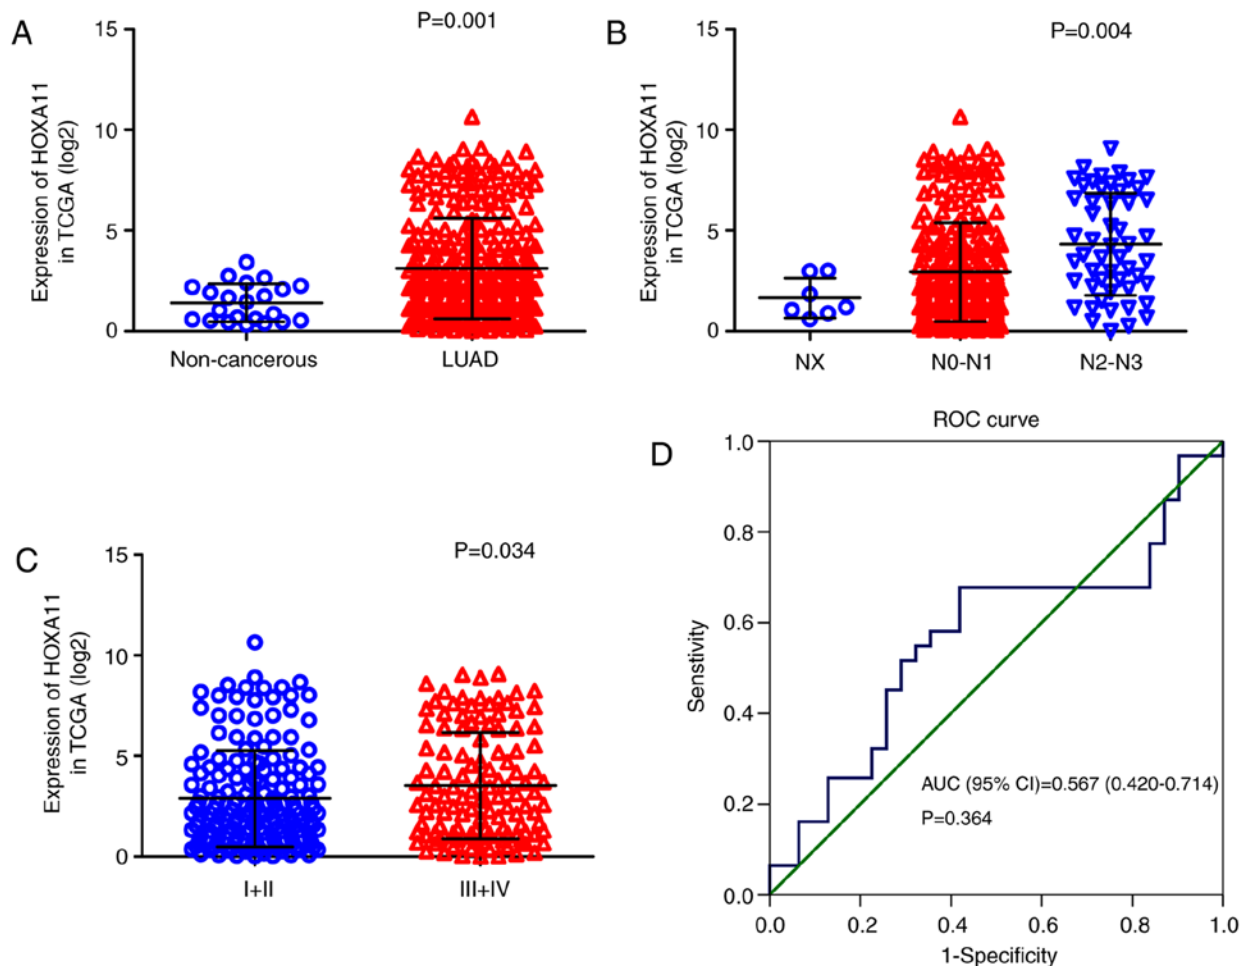 A
P=0.001
Expression of HOXA11
in TCGA (log2)
15
10
5
0
Non-cancerous
LUAD
B
P=0.004
Expression of HOXA11
in TCGA (log2)
15
10
5
0
NX
N0-N1
N2-N3
C
P=0.034
Expression of HOXA11
in TCGA (log2)
15
10
5
0
I+II
III+IV
D
ROC curve
Senstivity
1.0
0.8
0.6
0.4
0.2
0.0
AUC (95% CI)=0.567 (0.420-0.714)
P=0.364
0.0
0.2
0.4
0.6
0.8
1.0
1-Specificity